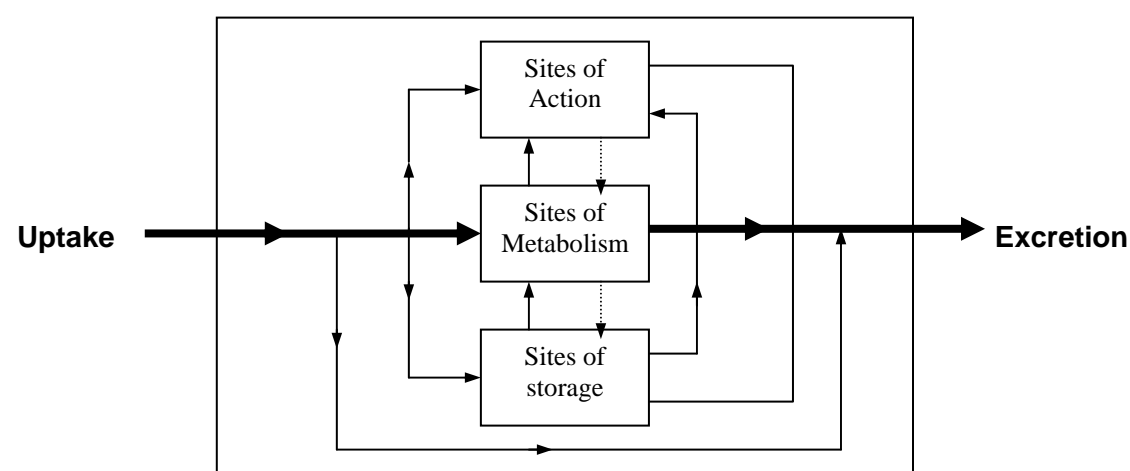 Sites of
Action
Uptake
Sites of
Metabolism
Excretion
Sites of
storage